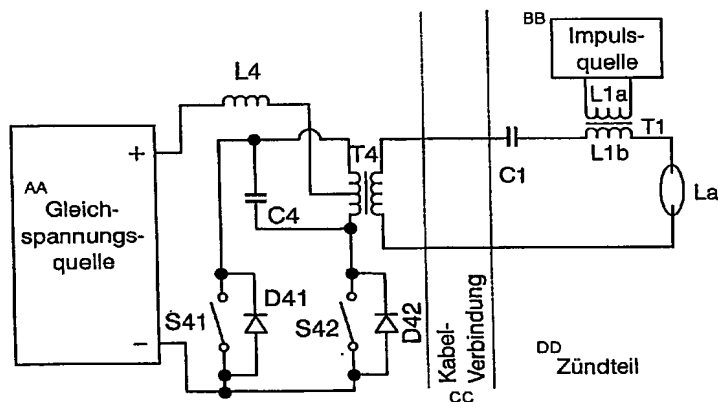 BB
Impuls-
quelle
L4
L1a
T1
L1b
+
T4
AA
Gleich-
spannungs-
quelle
C4
C1
La
D41
S41
S42
D42
−
Kabel-
Verbindung
CC
DD
Zündteil